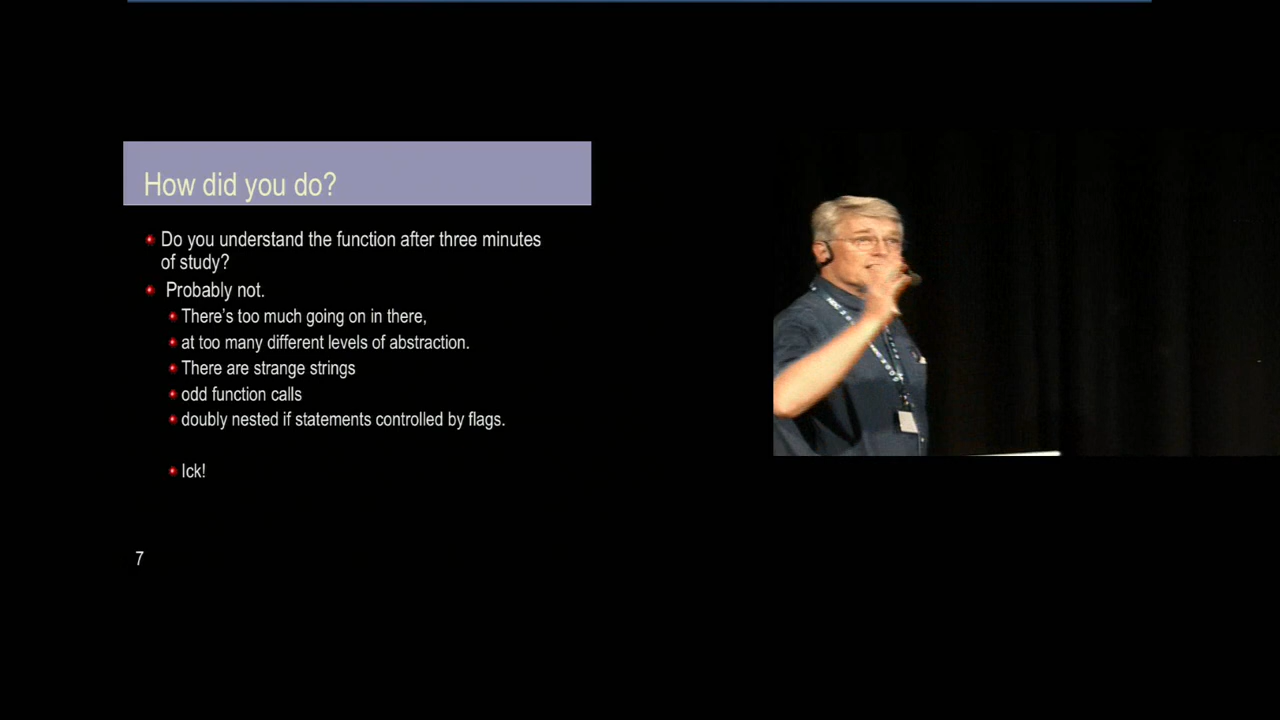 How did you do?
Do you understand the function after three minutes
of study?
Probably not.
There's too much going on in there,
at too many different levels of abstraction.
There are strange strings
odd function calls
doubly nested if statements controlled by flags.
Ick!
7